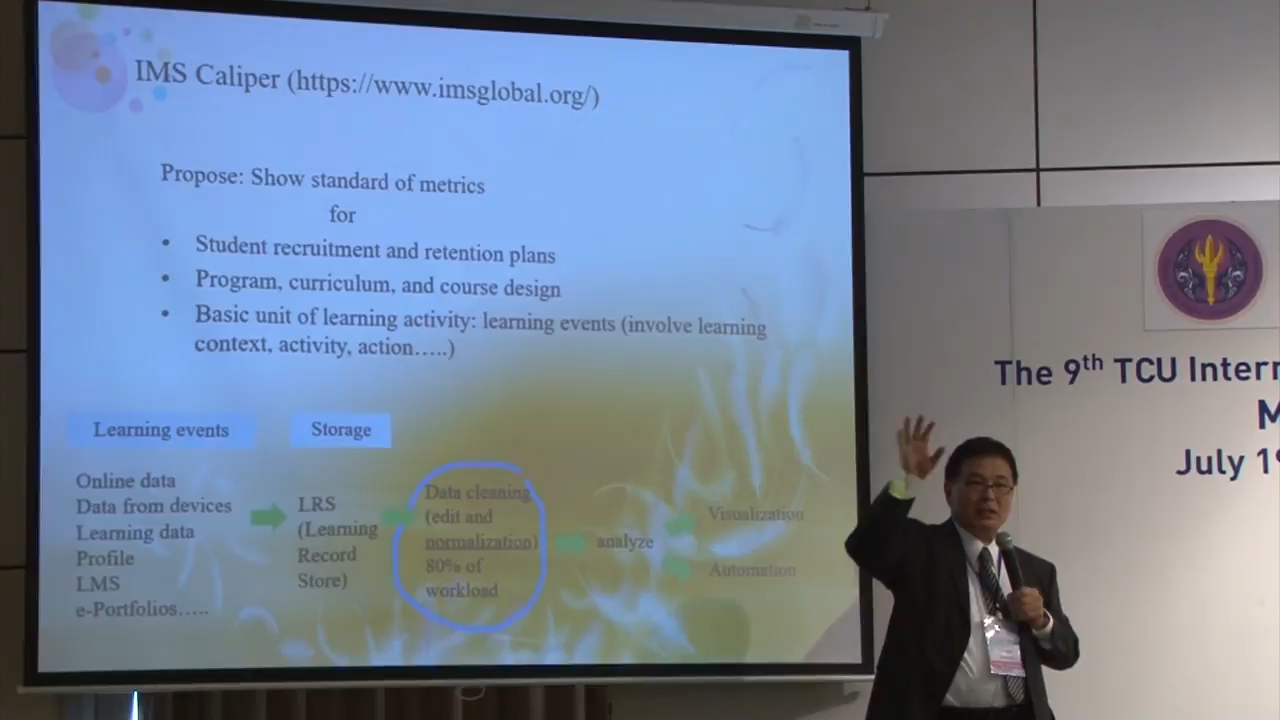 IMS Caliper (https://www.imsglobal.org/)
Propose: Show standard of metrics
for
• Student recruitment and retention plans
• Program, curriculum, and course design
• Basic unit of learning activity: learning events (involve learning
context, activity, action…..)
Learning events
Storage
Online data
Data from devices
Learning data
Profile
LMS
e-Portfolios…..
LRS
(Learning
Record
Store)
Data cleaning
(edit and
normalization)
80% of
workload
analyze
Visualization
Automation
The 9th TCU Intern
M
July 19